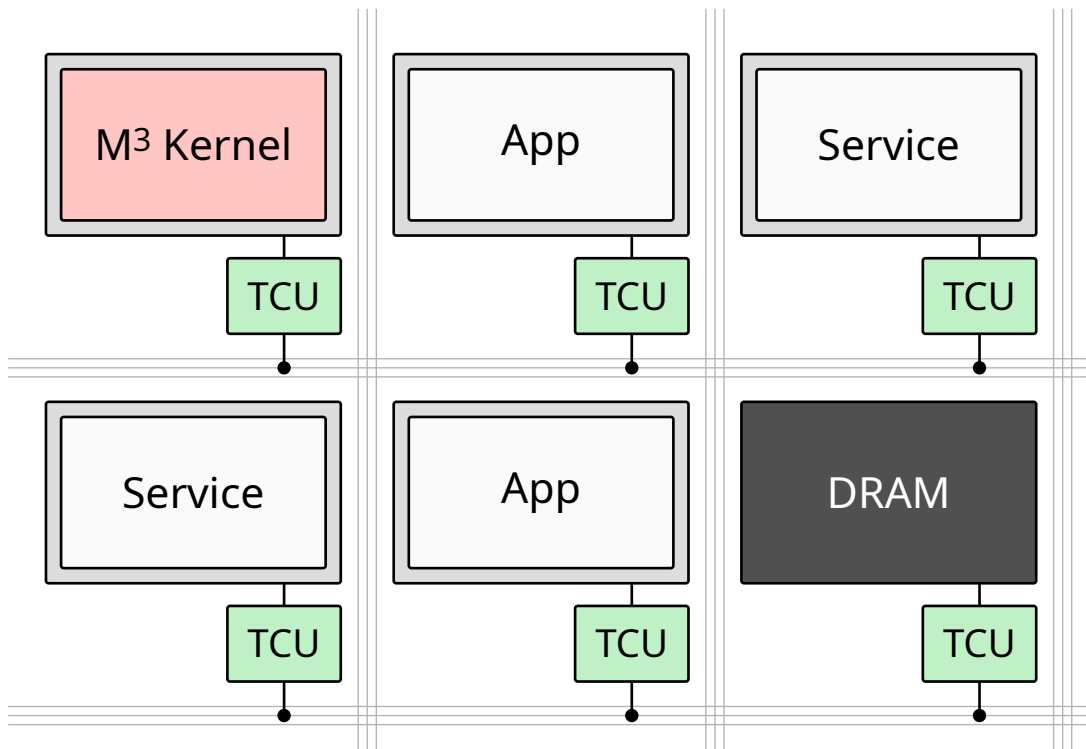 M³ Kernel
App
Service
TCU
TCU
TCU
Service
App
DRAM
TCU
TCU
TCU